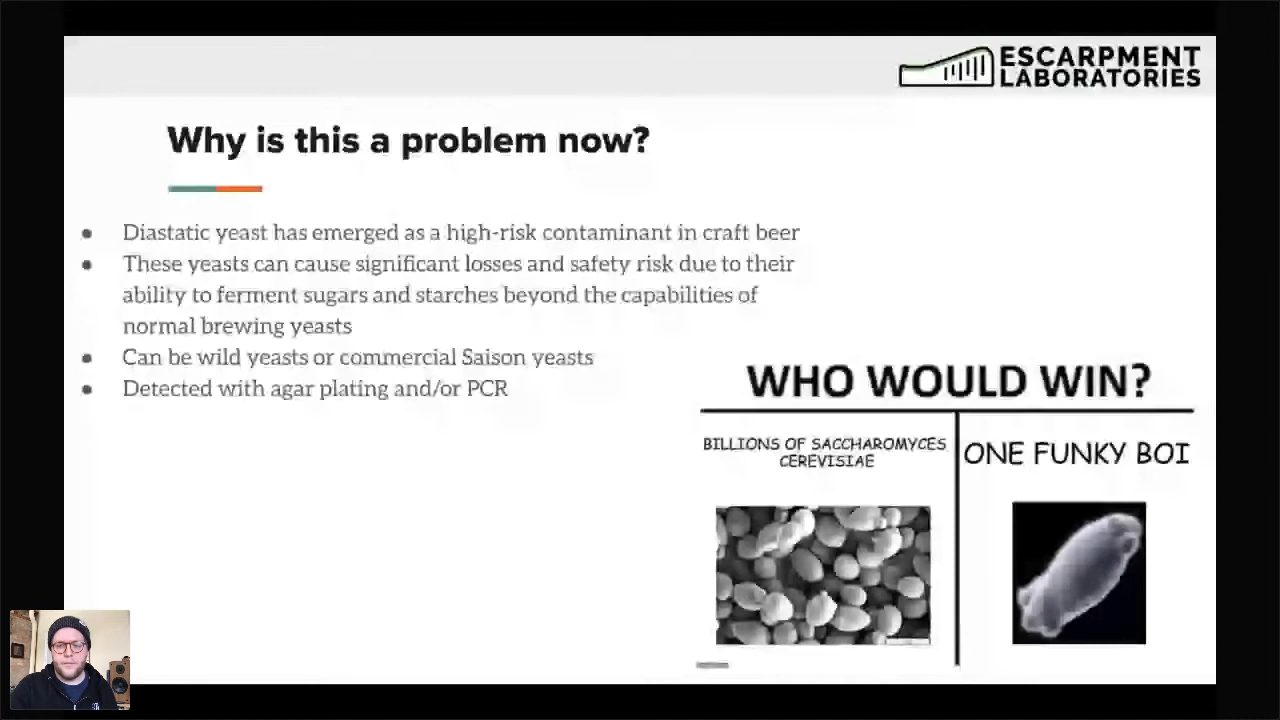 ESCARPMENT
LABORATORIES
Why is this a problem now?
● Diastatic yeast has emerged as a high-risk contaminant in craft beer
● These yeasts can cause significant losses and safety risk due to their
ability to ferment sugars and starches beyond the capabilities of
normal brewing yeasts
● Can be wild yeasts or commercial Saison yeasts
● Detected with agar plating and/or PCR
WHO WOULD WIN?
BILLIONS OF SACCHAROMYCES
CEREVISIAE
ONE FUNKY BOI